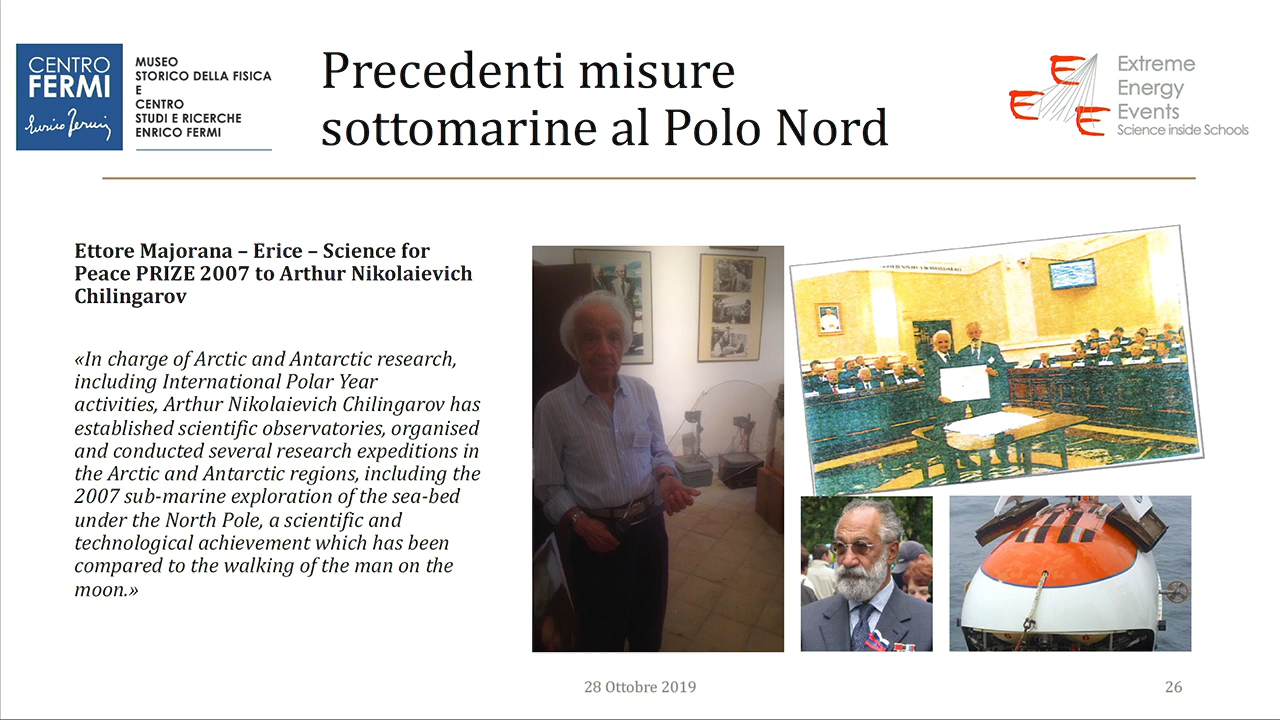 CENTRO
FERMI
Enrico Fermi
MUSEO
STORICO DELLA FISICA
E
CENTRO
STUDI E RICERCHE
ENRICO FERMI
Precedenti misure
sottomarine al Polo Nord
EEE
Extreme
Energy
Events
Science inside Schools
Ettore Majorana – Erice – Science for
Peace PRIZE 2007 to Arthur Nikolaievich
Chilingarov
«In charge of Arctic and Antarctic research,
including International Polar Year
activities, Arthur Nikolaievich Chilingarov has
established scientific observatories, organised
and conducted several research expeditions in
the Arctic and Antarctic regions, including the
2007 sub-marine exploration of the sea-bed
under the North Pole, a scientific and
technological achievement which has been
compared to the walking of the man on the
moon.»
28 Ottobre 2019
26